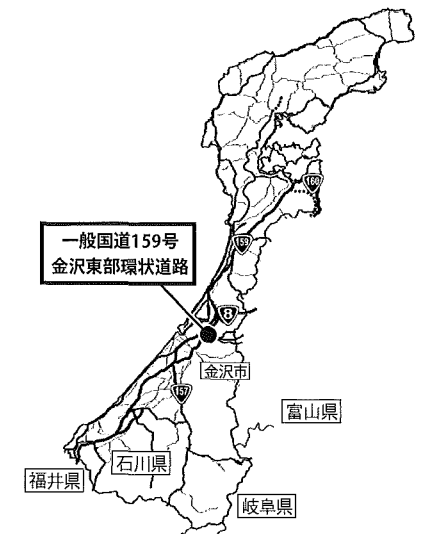 160
一般国道159号
金沢東部環状道路
159
8
金沢市
157
富山県
石川県
福井県
岐阜県